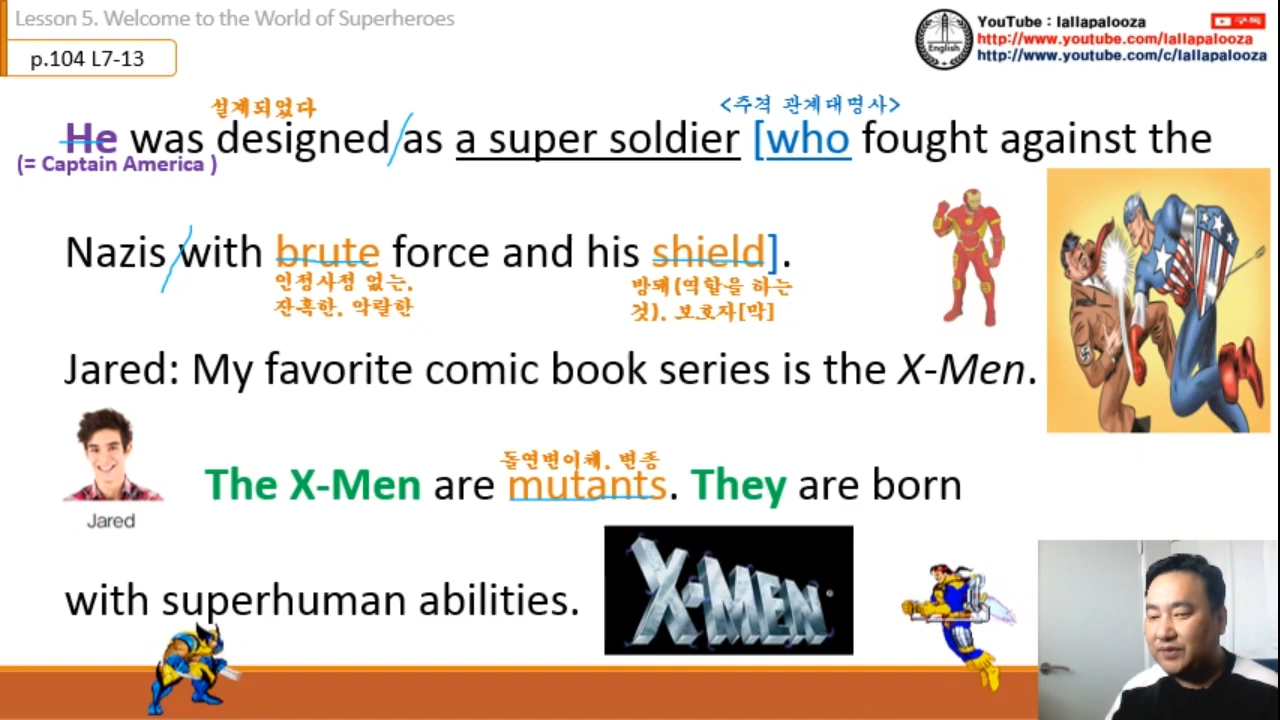 Lesson 5. Welcome to the World of Superheroes
p.104 L7-13
English
YouTube : lallapalooza
구독
http://www.youtube.com/lallapalooza
http://www.youtube.com/c/lallapalooza
설계되었다
<주격 관계대명사>
He was designed as a super soldier [who fought against the
(= Captain America )
Nazis with brute force and his shield].
인정사정 없는, 방패(역할을 하는
잔혹한, 악랄한 것), 보호자[막]
Jared: My favorite comic book series is the X-Men.
돌연변이체, 변종
The X-Men are mutants. They are born
Jared
with superhuman abilities.
X-MEN